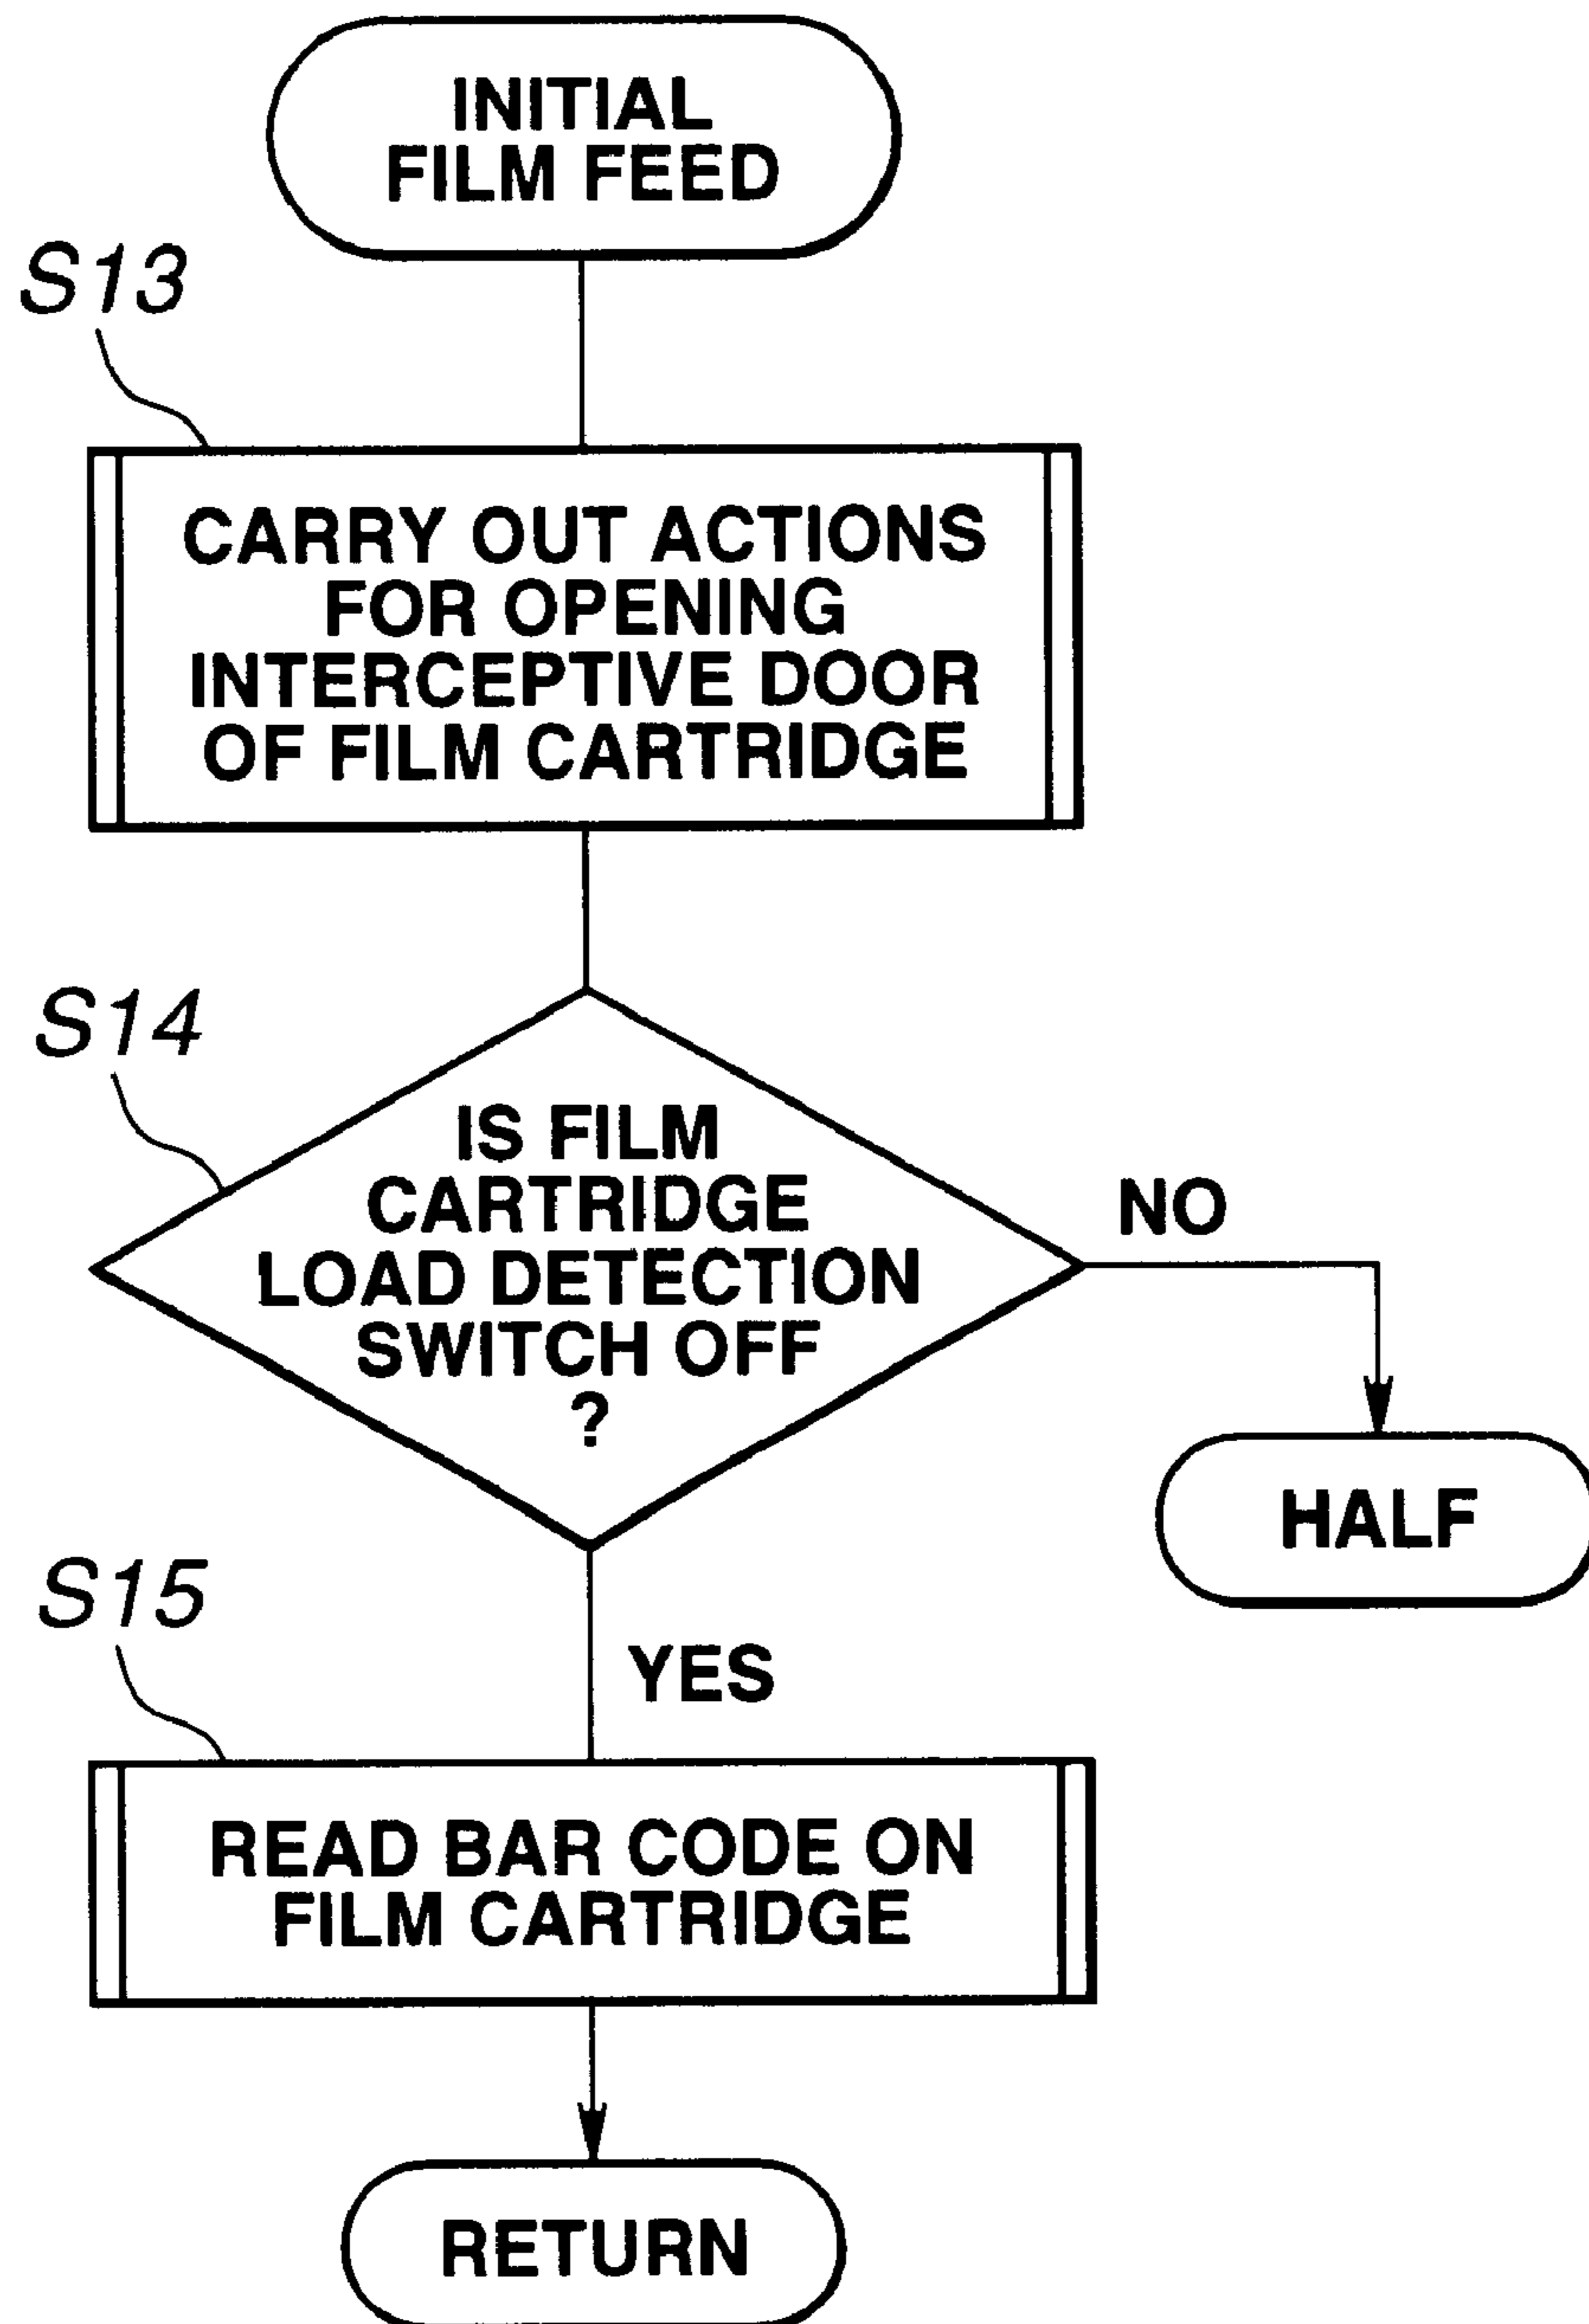 INITIAL
FILM FEED
S13
CARRY OUT ACTIONS
FOR OPENING
INTERCEPTIVE DOOR
OF FILM CARTRIDGE
S14
IS FILM
CARTRIDGE
LOAD DETECTION
SWITCH OFF
?
NO
HALF
S15
YES
READ BAR CODE ON
FILM CARTRIDGE
RETURN